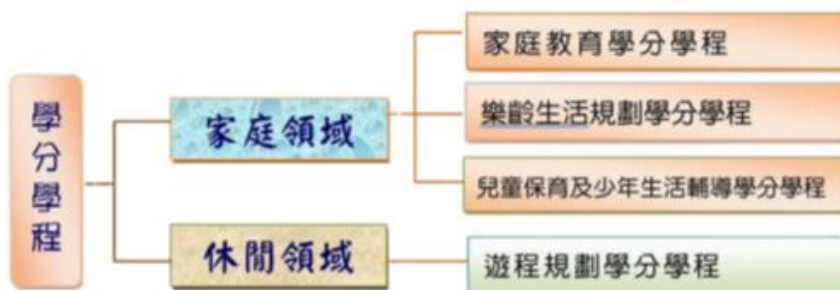 學分學程
家庭領域
家庭教育學分學程
樂齡生活規劃學分學程
兒童保育及少年生活輔導學分學程
休閒領域
遊程規劃學分學程